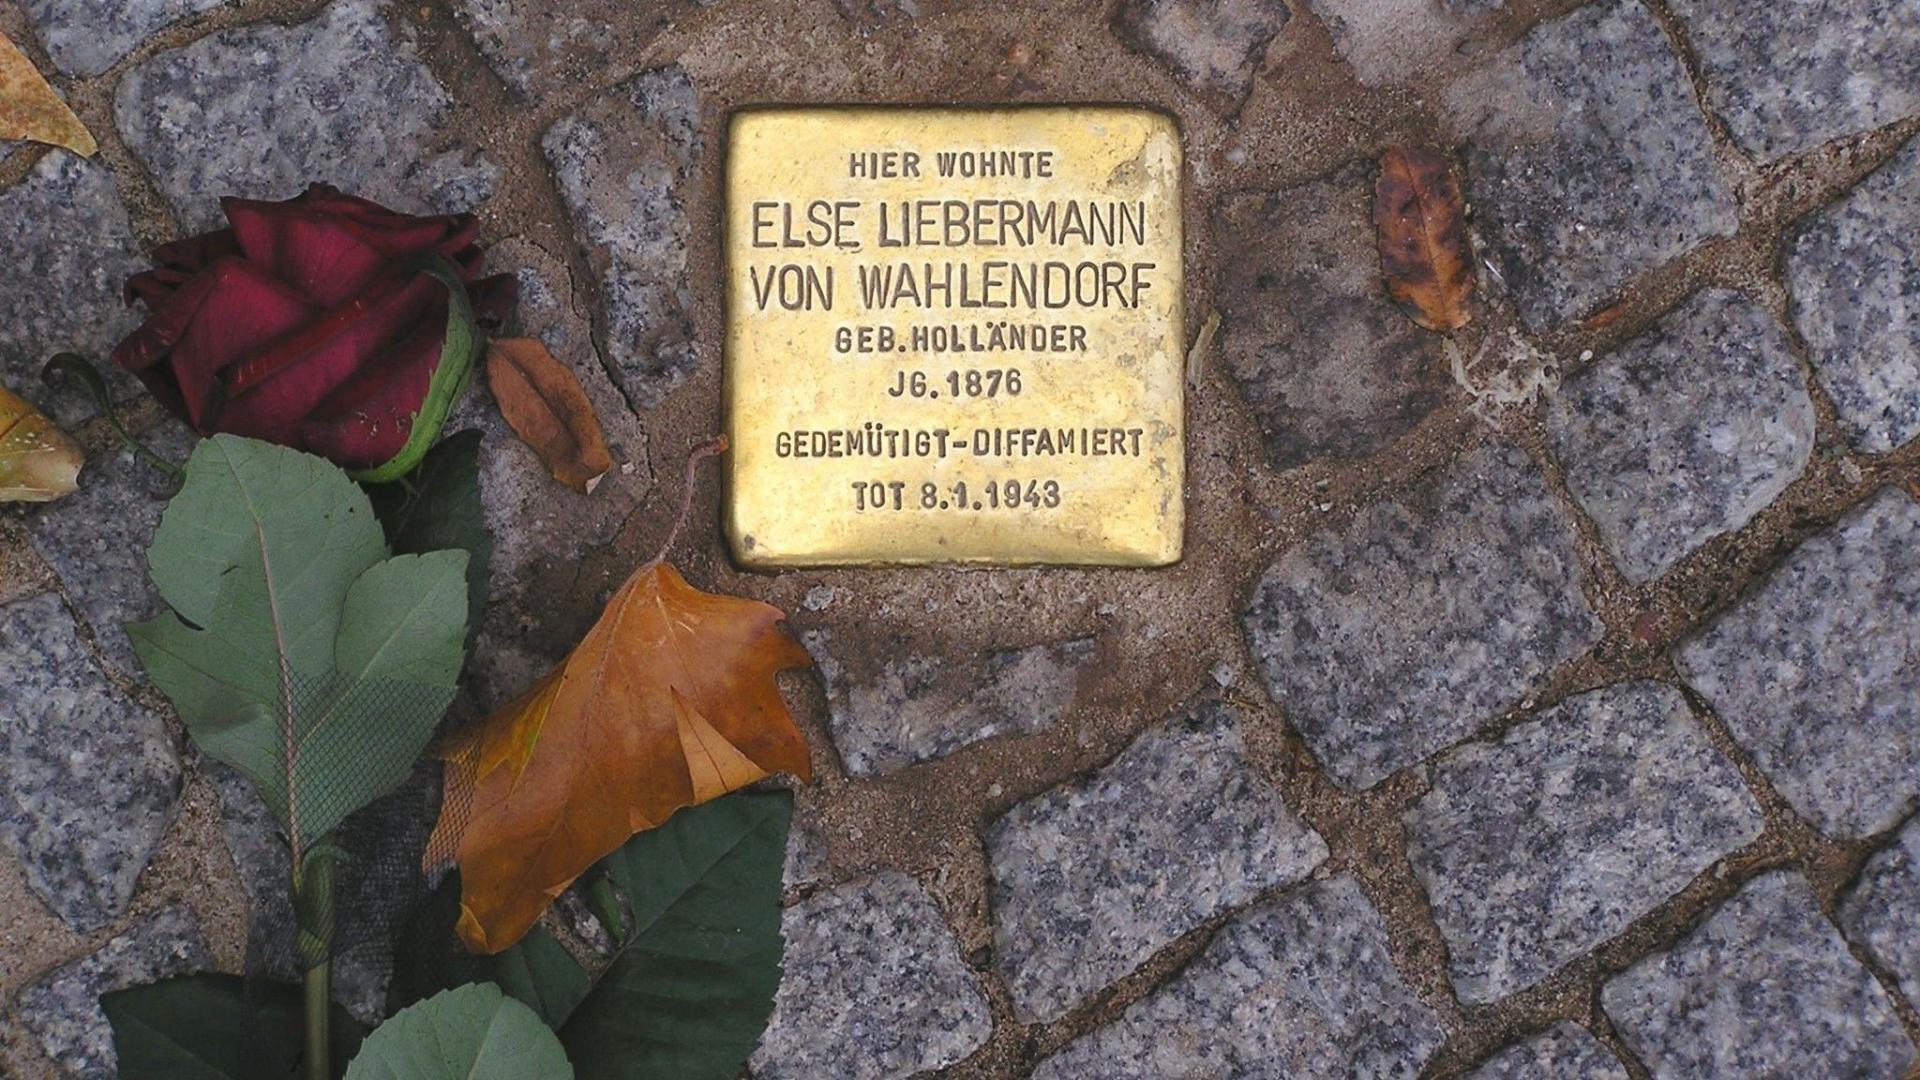 HIER WOHNTE
ELSE LIEBERMANN
VON WAHLENDORF
GEB. HOLLÄNDER
JG. 1876
GEDEMÜTIGT-DIFFAMIERT
TOT 8.1.1943